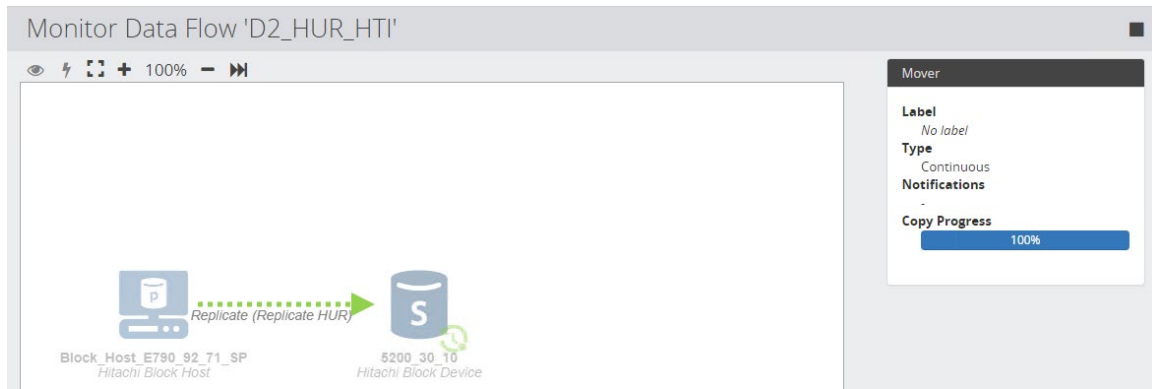 Monitor Data Flow 'D2_HUR_HTI'
100%
Mover
Label
No label
Type
Continuous
Notifications
-
Copy Progress
100%
P
Replicate (Replicate HUR)
S
Block_Host_E790_92_71_SP
Hitachi Block Host
5200_30_10
Hitachi Block Device